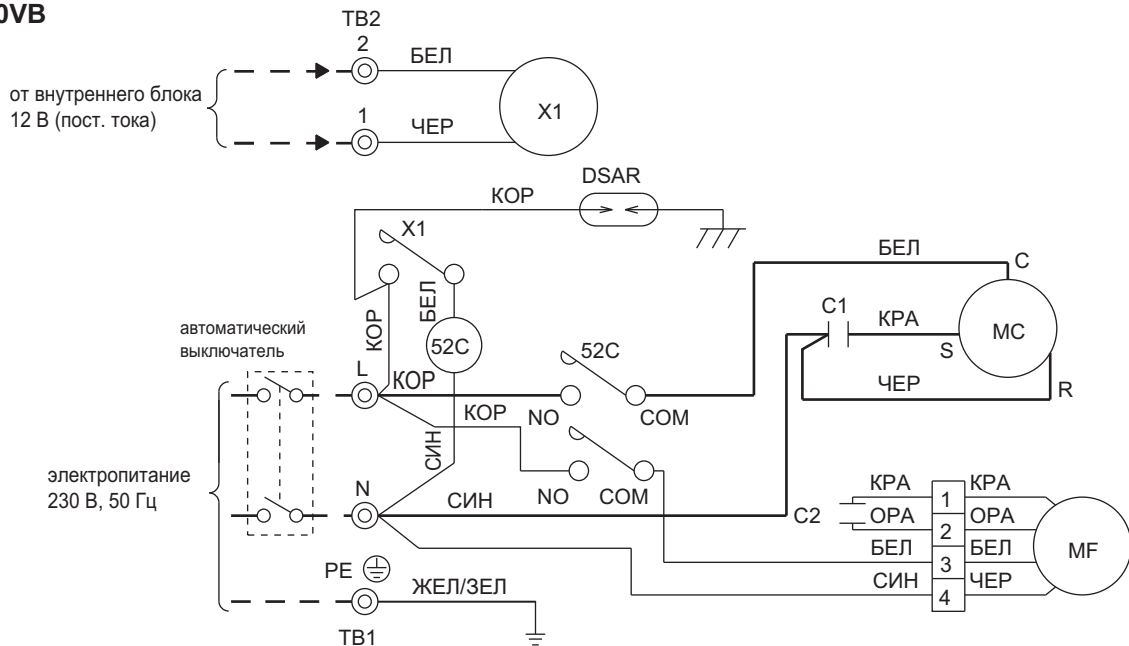 0VB
TB2
2
БЕЛ
от внутреннего блока
12 В (пост. тока)
X1
1
ЧЕР
DSAR
КОР
X1
БЕЛ
C
БЕЛ
C1
КРА
MC
S
автоматический
выключатель
КОР
52C
52C
L
КОР
ЧЕР
R
КОР
NO
COM
СИН
электропитание
230 В, 50 Гц
N
СИН
NO
COM
КРА
1
КРА
C2
ОРА
2
ОРА
БЕЛ
3
БЕЛ
MF
СИН
4
ЧЕР
PE
ЖЕЛ/ЗЕЛ
TB1